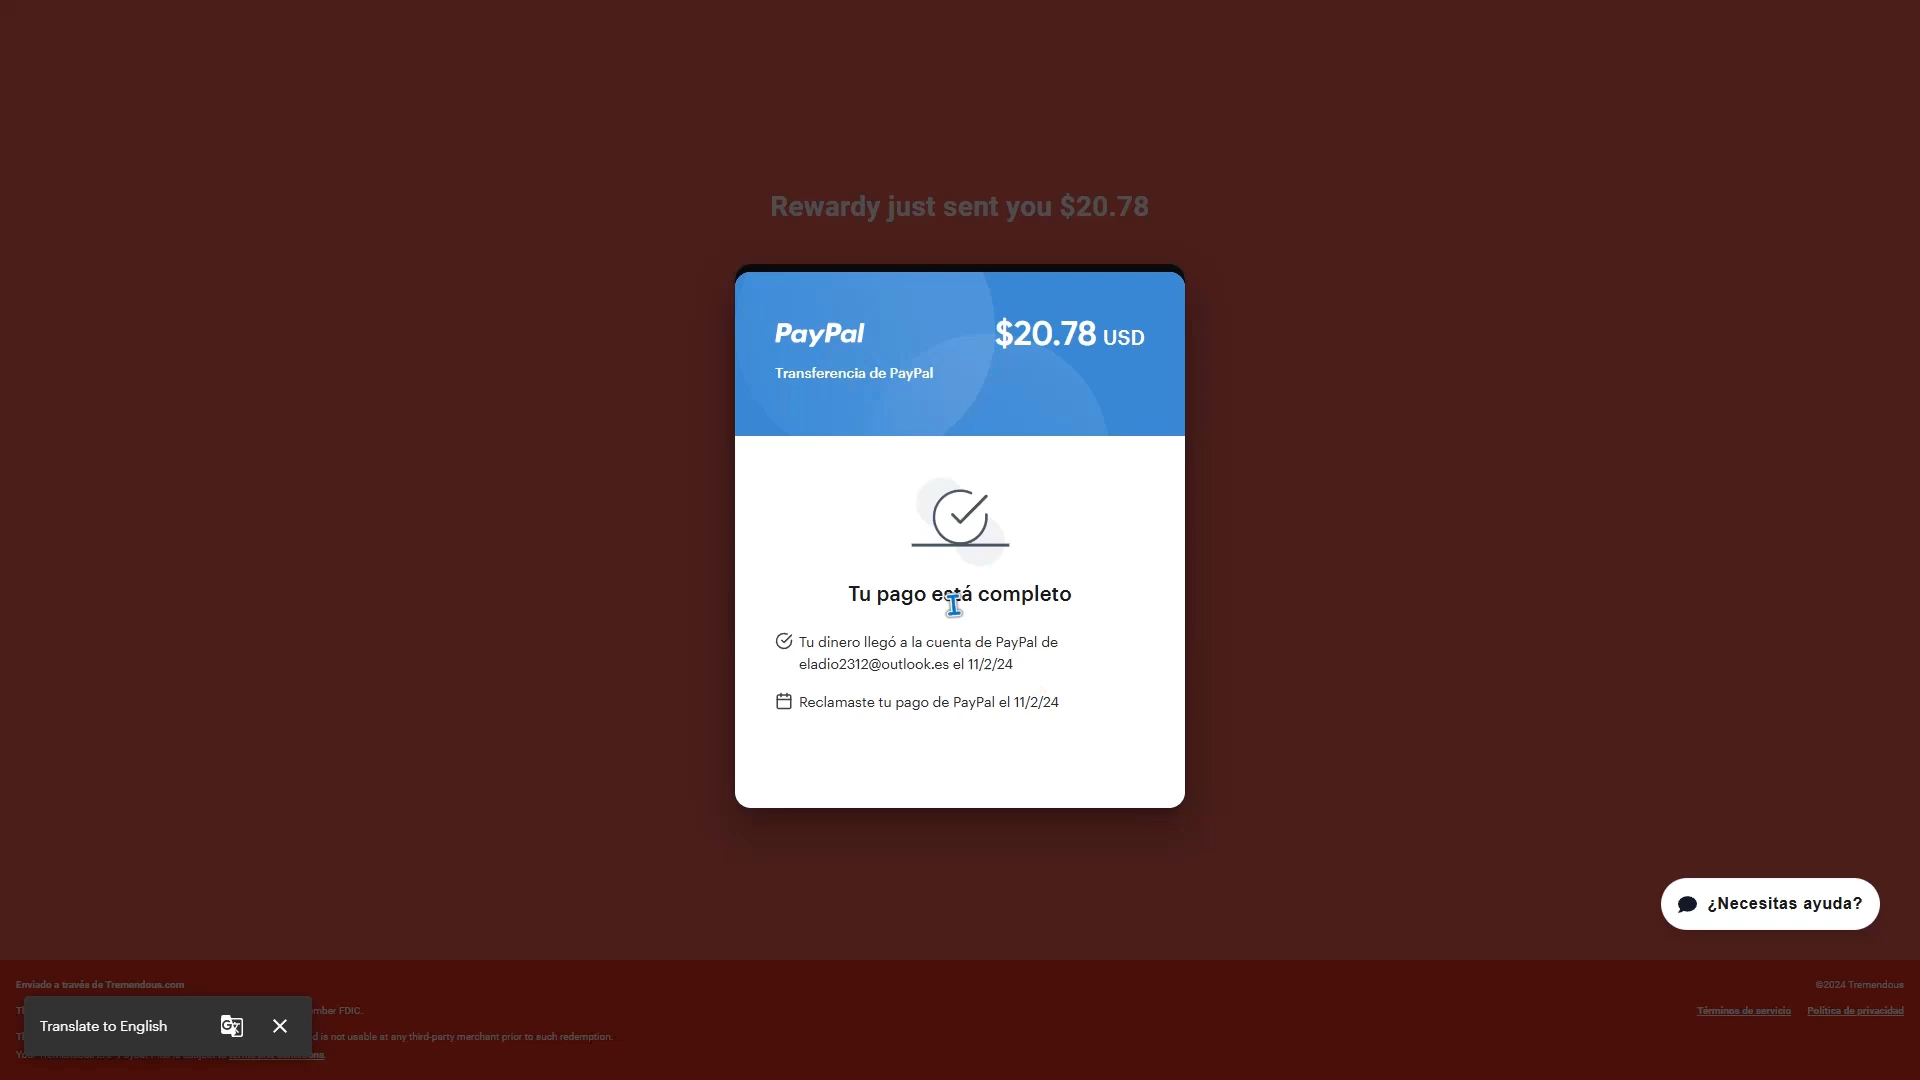 Rewardy just sent you $20.78
PayPal
$20.78 USD
Transferencia de PayPal
Tu pago está completo
Tu dinero llegó a la cuenta de PayPal de
eladio2312@outlook.es el 11/2/24
Reclamaste tu pago de PayPal el 11/2/24
¿Necesitas ayuda?
Enviado a través de Tremendous.com
©2024 Tremendous
FDIC.
Términos de servicio
Política de privacidad
Translate to English
is not usable at any third-party merchant prior to such redemption.